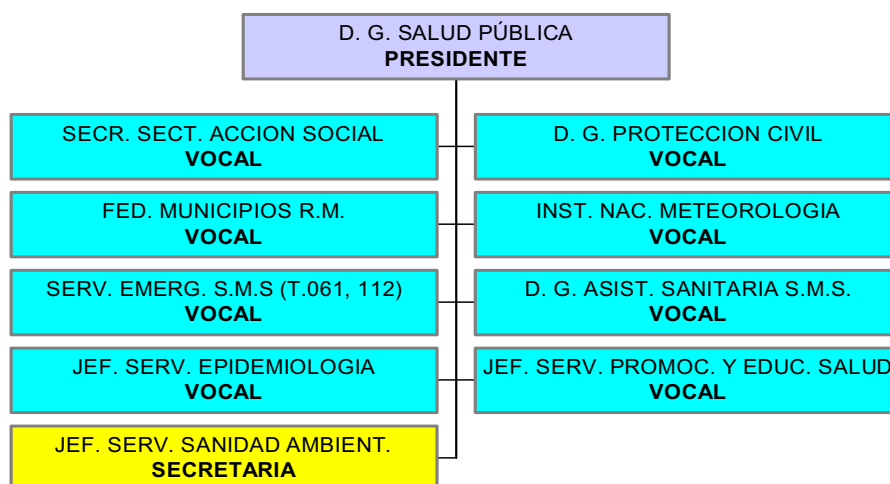 D. G. SALUD PÚBLICA
PRESIDENTE
SECR. SECT. ACCION SOCIAL
VOCAL
D. G. PROTECCION CIVIL
VOCAL
FED. MUNICIPIOS R.M.
VOCAL
INST. NAC. METEOROLOGIA
VOCAL
SERV. EMERG. S.M.S (T.061, 112)
VOCAL
D. G. ASIST. SANITARIA S.M.S.
VOCAL
JEF. SERV. EPIDEMIOLOGIA
VOCAL
JEF. SERV. PROMOC. Y EDUC. SALUD
VOCAL
JEF. SERV. SANIDAD AMBIENT.
SECRETARIA